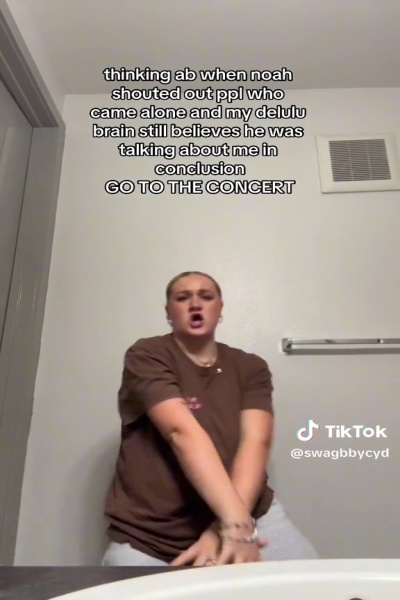 thinking ab when noah
shouted out ppl who
came alone and my delulu
brain still believes he was
talking about me in
conclusion
GO TO THE CONCERT
TikTok
@swagbbycyd